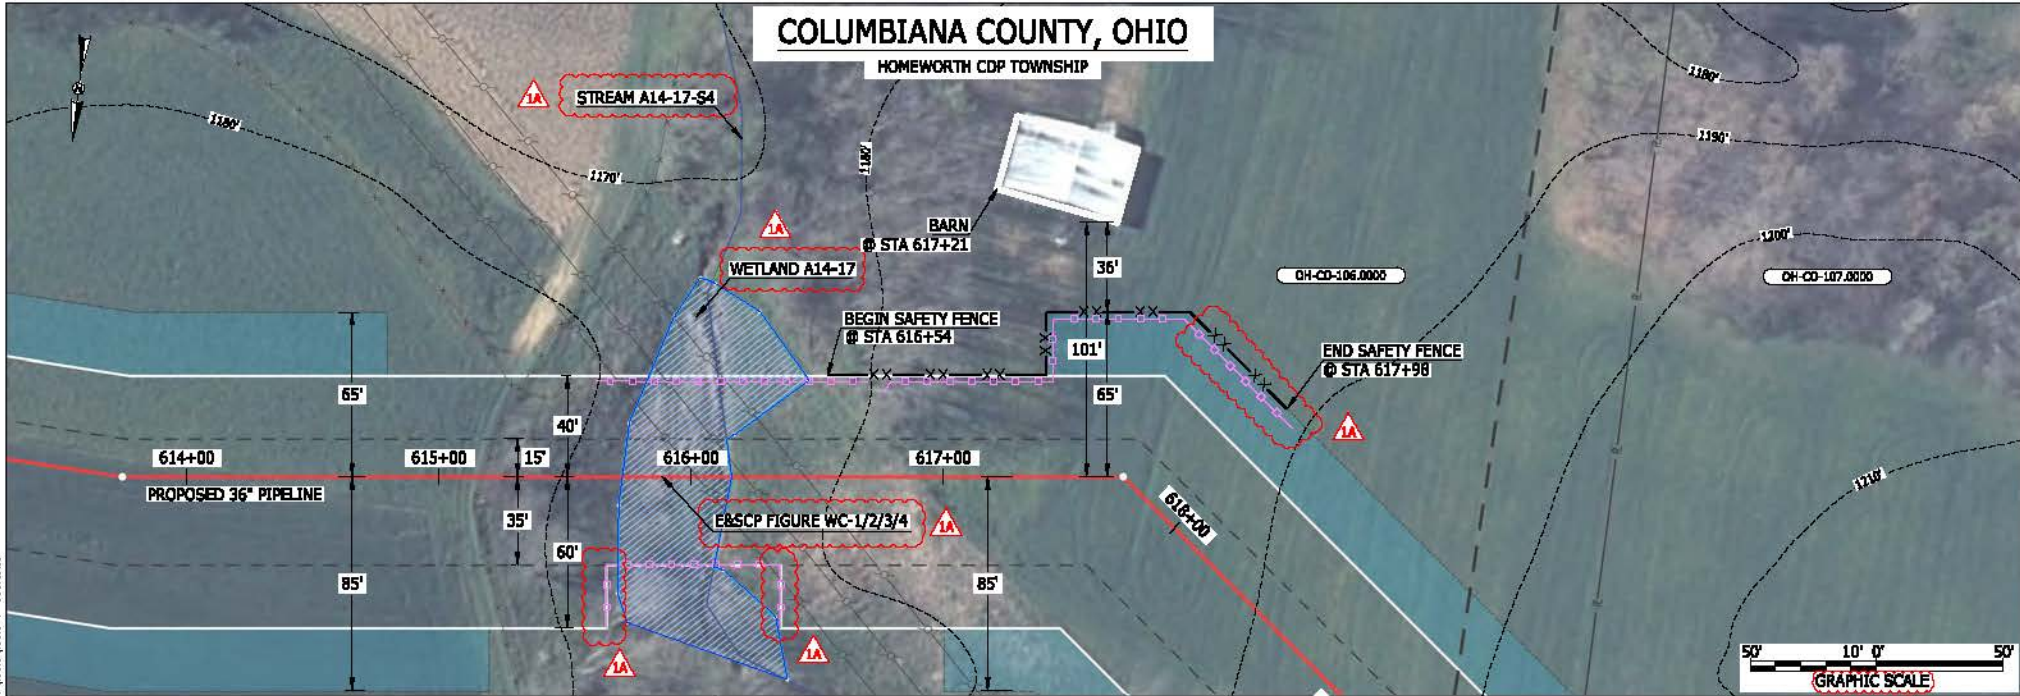 COLUMBIANA COUNTY, OHIO
HOMEWORTH CDP TOWNSHIP
1A
STREAM A14-17-S4
1180'
1180'
1180'
1190'
1170'
1A
BARN
@ STA 617+21
WETLAND A14-17
36'
1200'
OH-CO-106.0000
OH-CO-107.0000
BEGIN SAFETY FENCE
@ STA 616+54
101'
END SAFETY FENCE
@ STA 617+98
65'
65'
40'
1A
614+00
615+00
15'
616+00
617+00
PROPOSED 36" PIPELINE
35'
E&SCP FIGURE WC-1/2/3/4
1A
618+00
1210'
60'
85'
85'
1A
1A
50'
10'
0'
50'
GRAPHIC SCALE